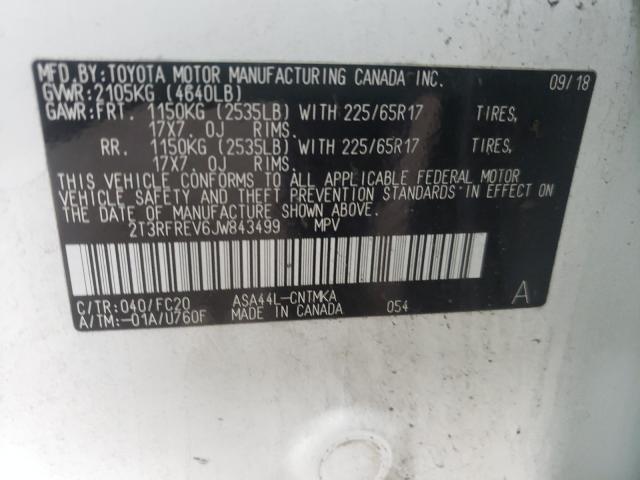 MFD.BY:TOYOTA MOTOR MANUFACTURING CANADA INC. 09/18
GVWR:2105KG (4640LB)
GAWR:FRT. 1150KG (2535LB) WITH 225/65R17 TIRES,
17X7.0J RIMS.
RR. 1150KG (2535LB) WITH 225/65R17 TIRES,
17X7.0J RIMS.
THIS VEHICLE CONFORMS TO ALL APPLICABLE FEDERAL MOTOR
VEHICLE SAFETY AND THEFT PREVENTION STANDARDS IN EFFECT ON
THE DATE OF MANUFACTURE SHOWN ABOVE.
2T3RFREV6JW843499 MPV
C/TR:040/FC20 ASA44L-CNTMKA A
A/TM:-01A/U760F MADE IN CANADA 054